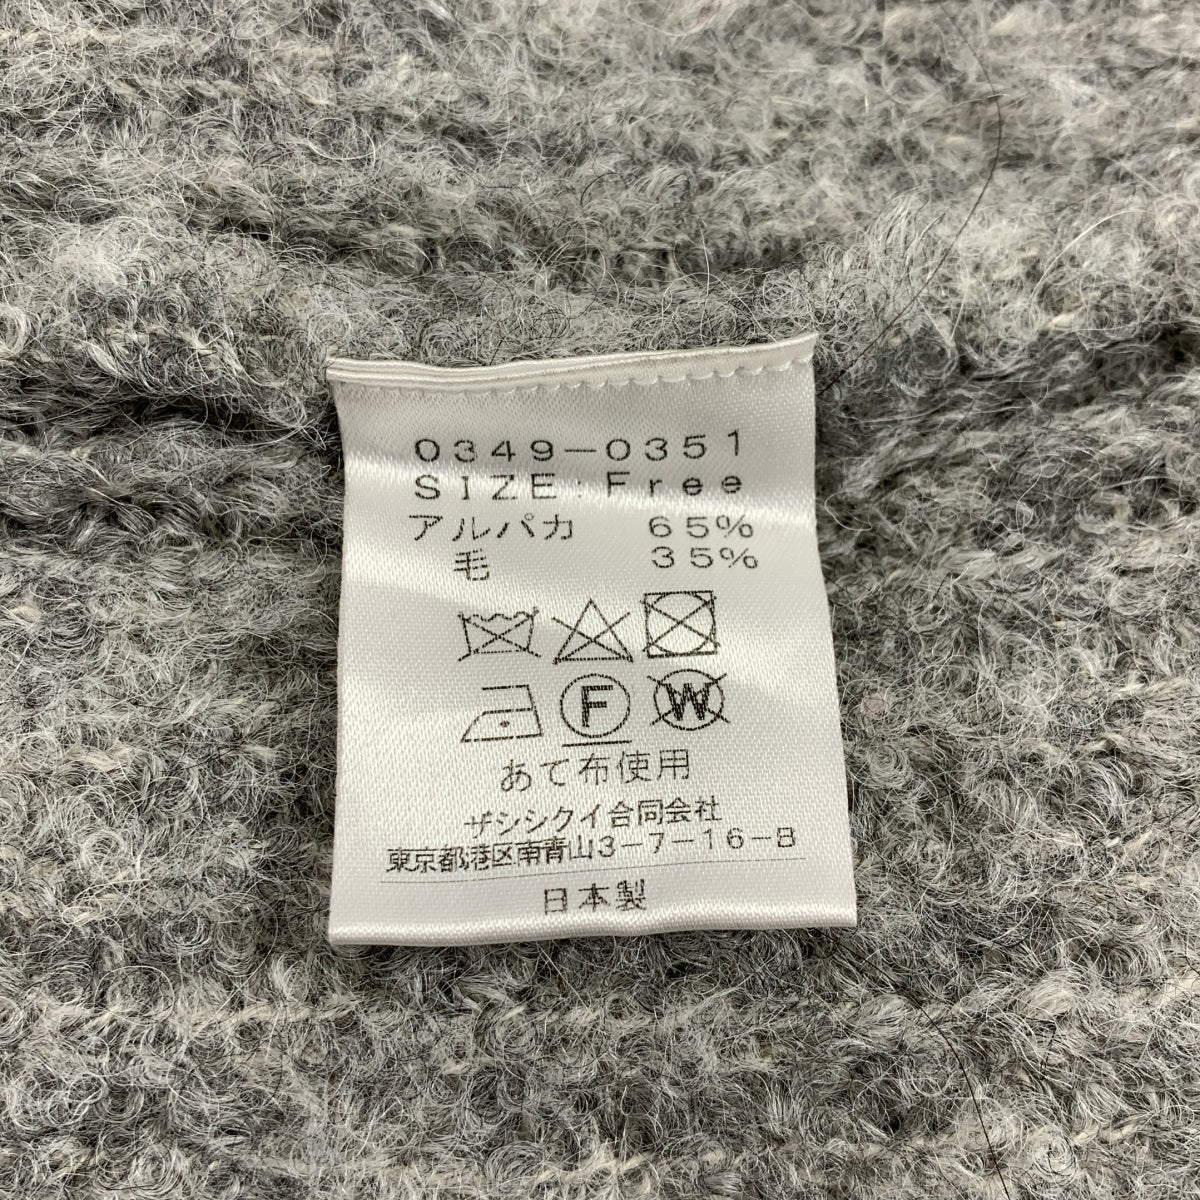 0349-0351
SIZE:Free
アルパカ 65%
毛 35%
F W
あて布使用
ザシシクイ合同会社
東京都港区南青山3-7-16-B
日本製